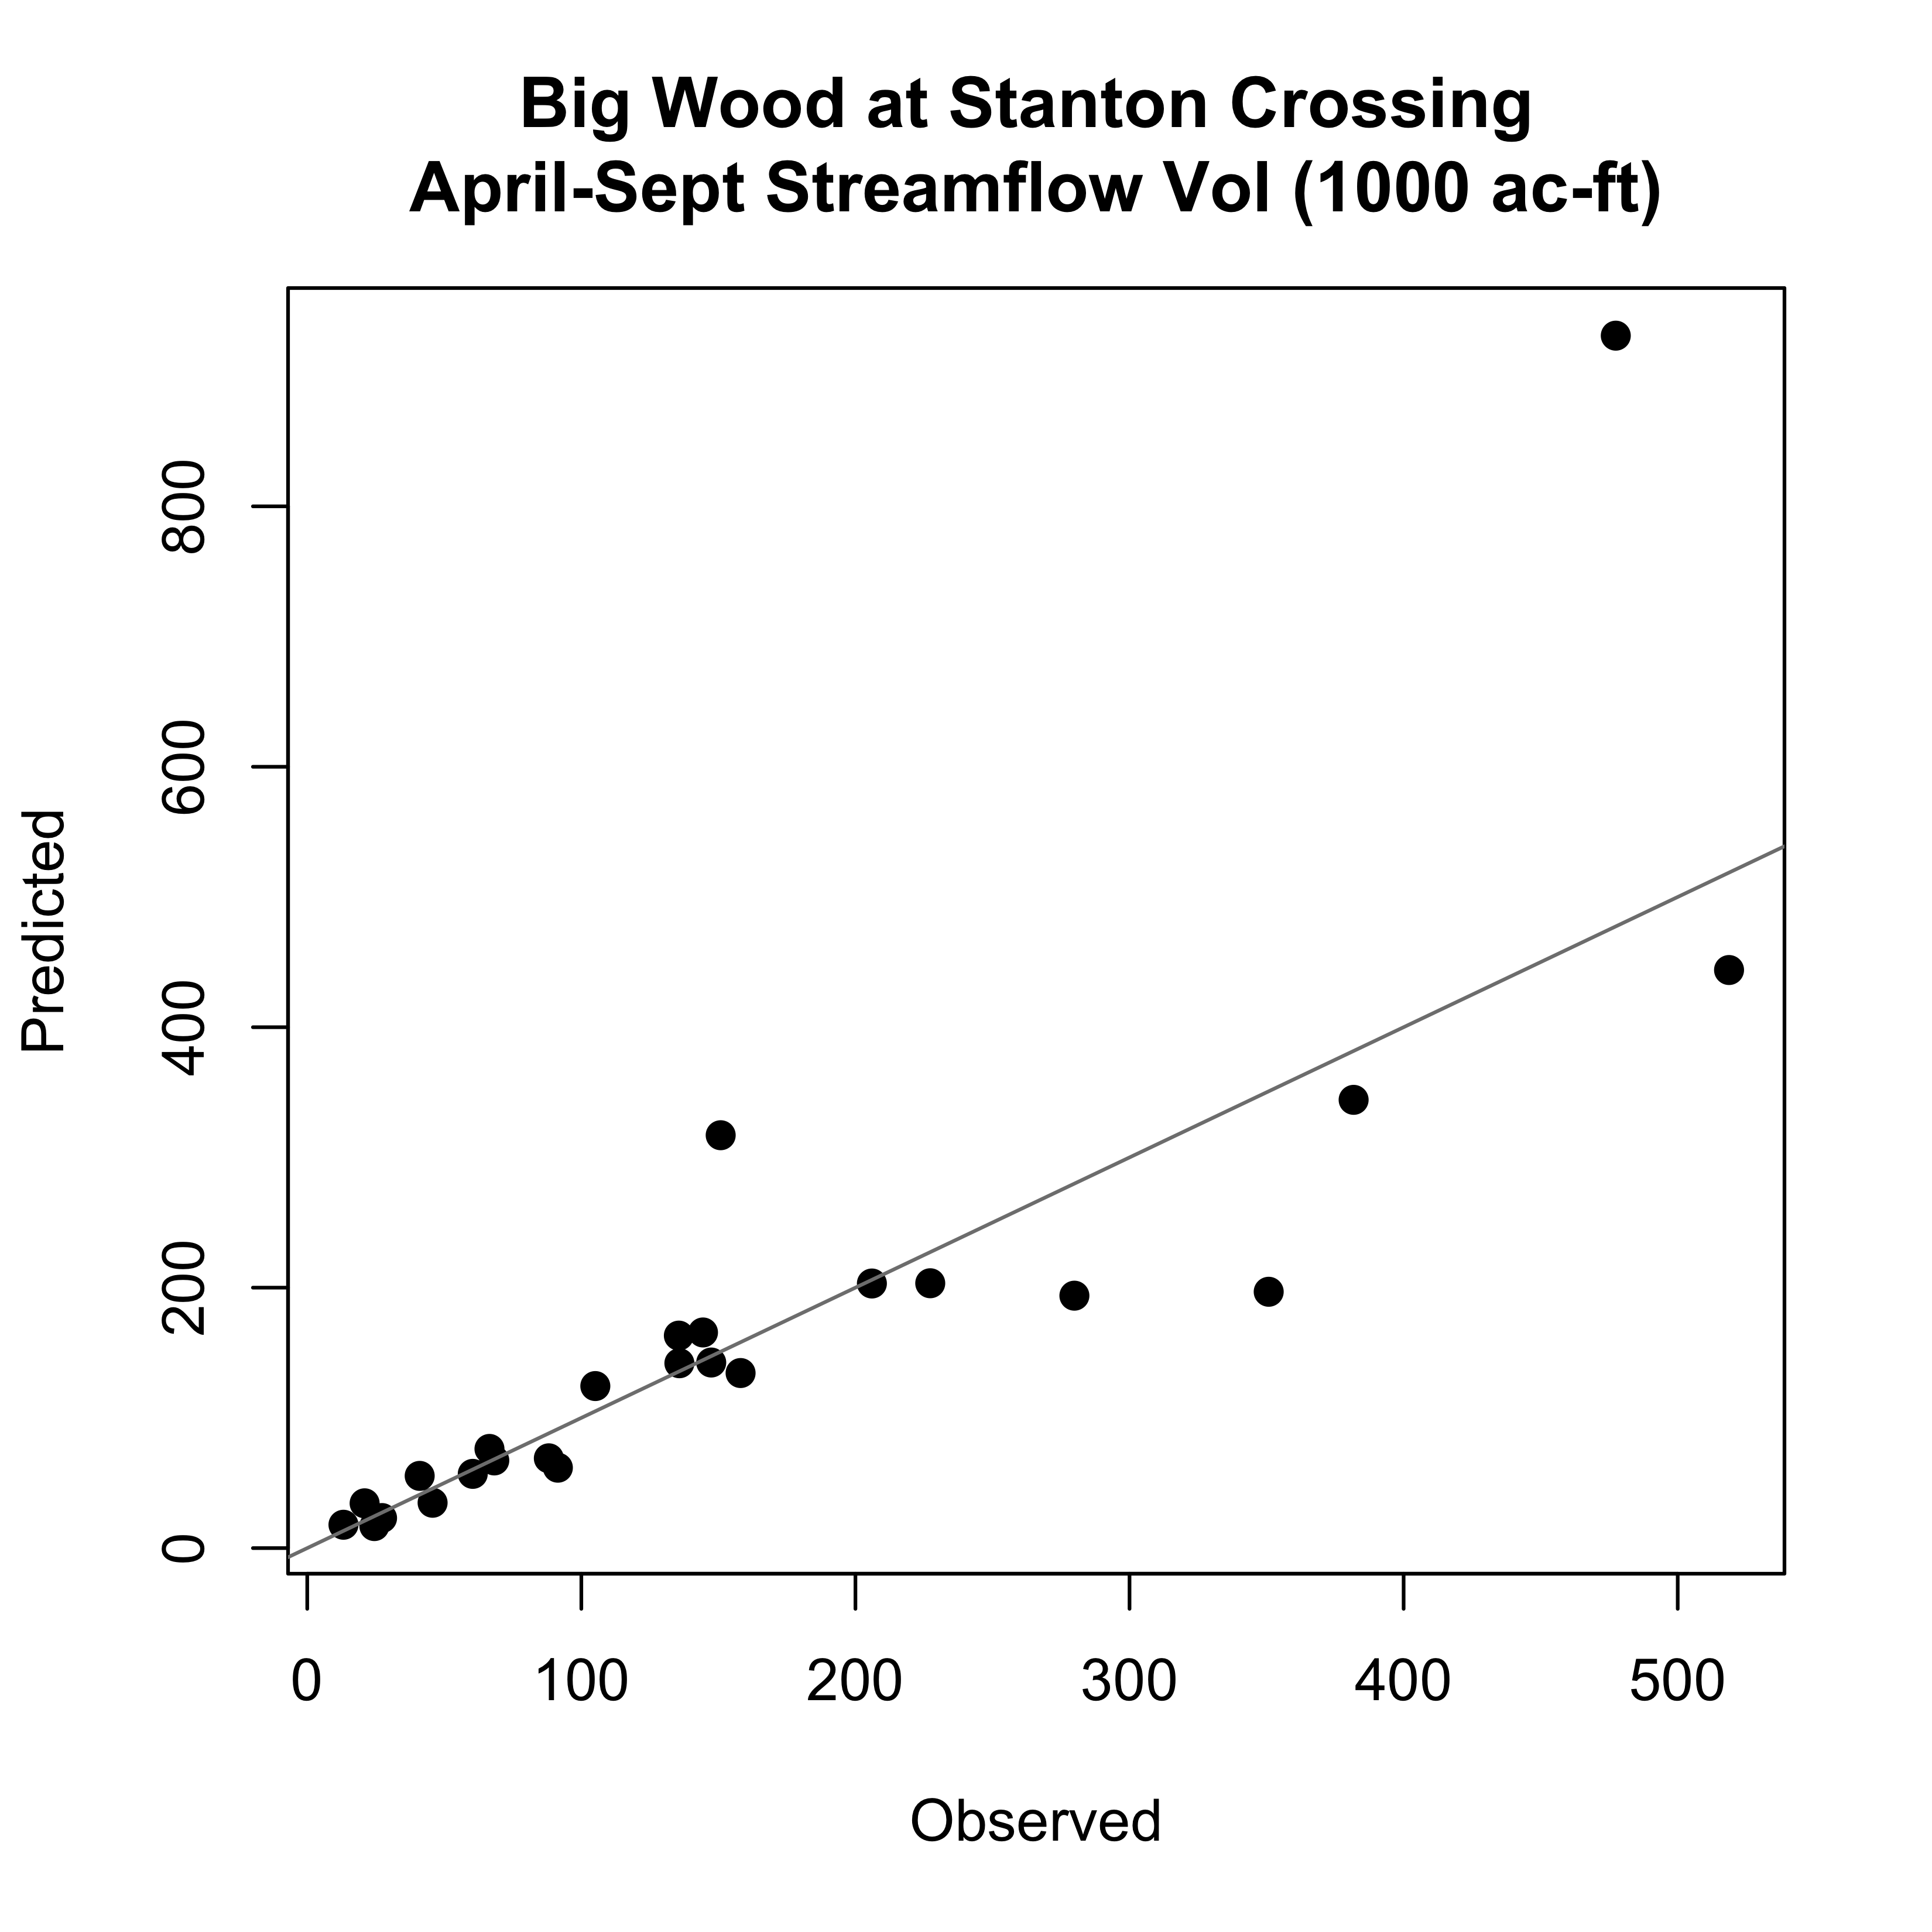 Big Wood at Stanton Crossing
April-Sept Streamflow Vol (1000 ac-ft)
Predicted
800
600
400
200
0
0 100 200 300 400 500
Observed